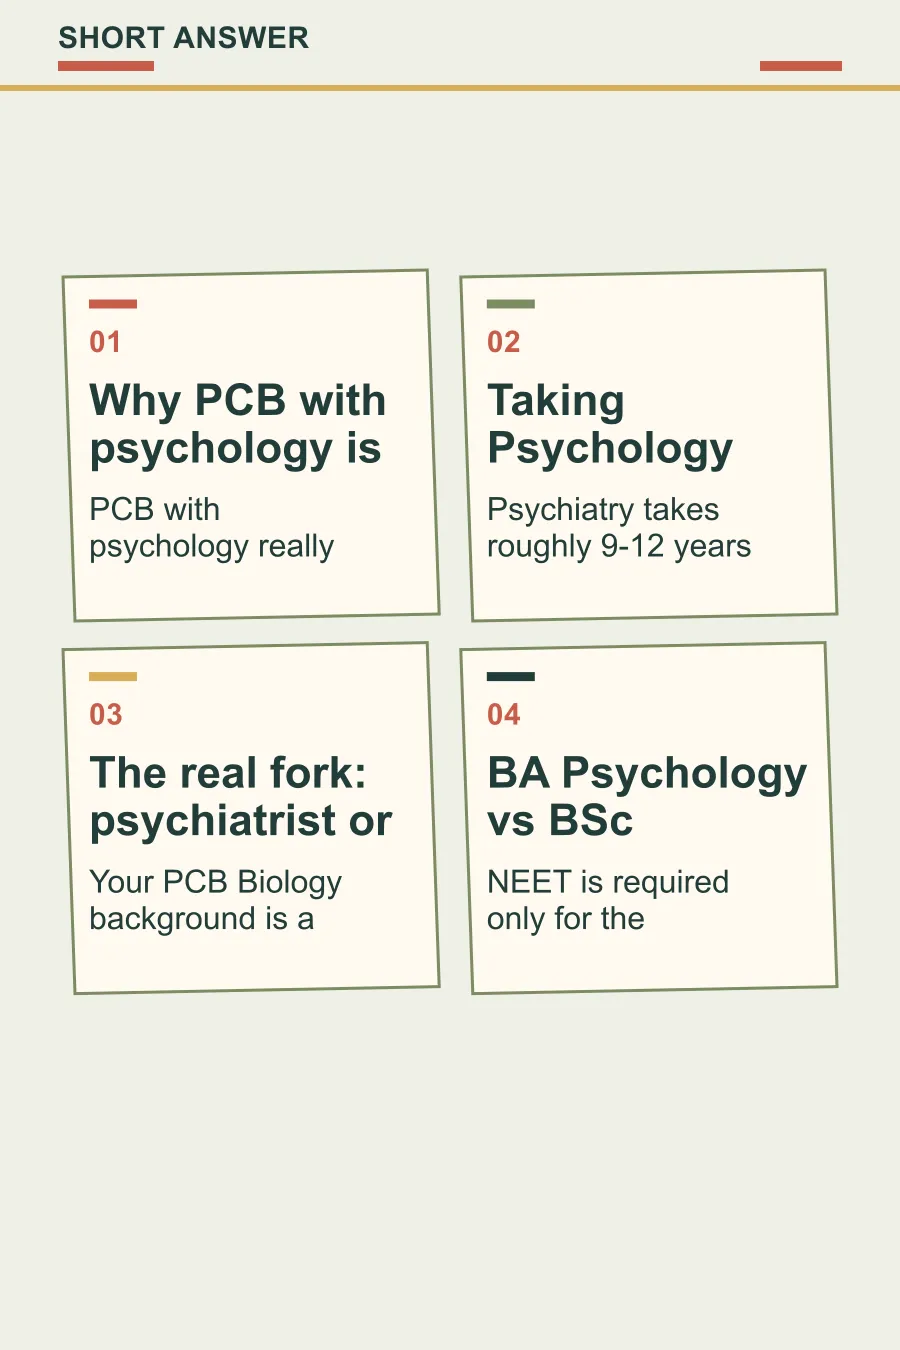 SHORT ANSWER
01
Why PCB with
psychology is
PCB with
psychology really
02
Taking
Psychology
Psychiatry takes
roughly 9-12 years
03
The real fork:
psychiatrist or
Your PCB Biology
background is a
04
BA Psychology
vs BSc
NEET is required
only for the